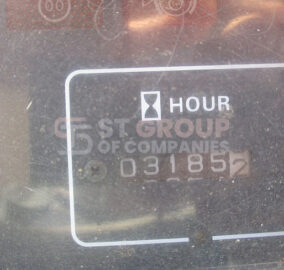 HOUR
ST GROUP
OF COMPANIES
031852